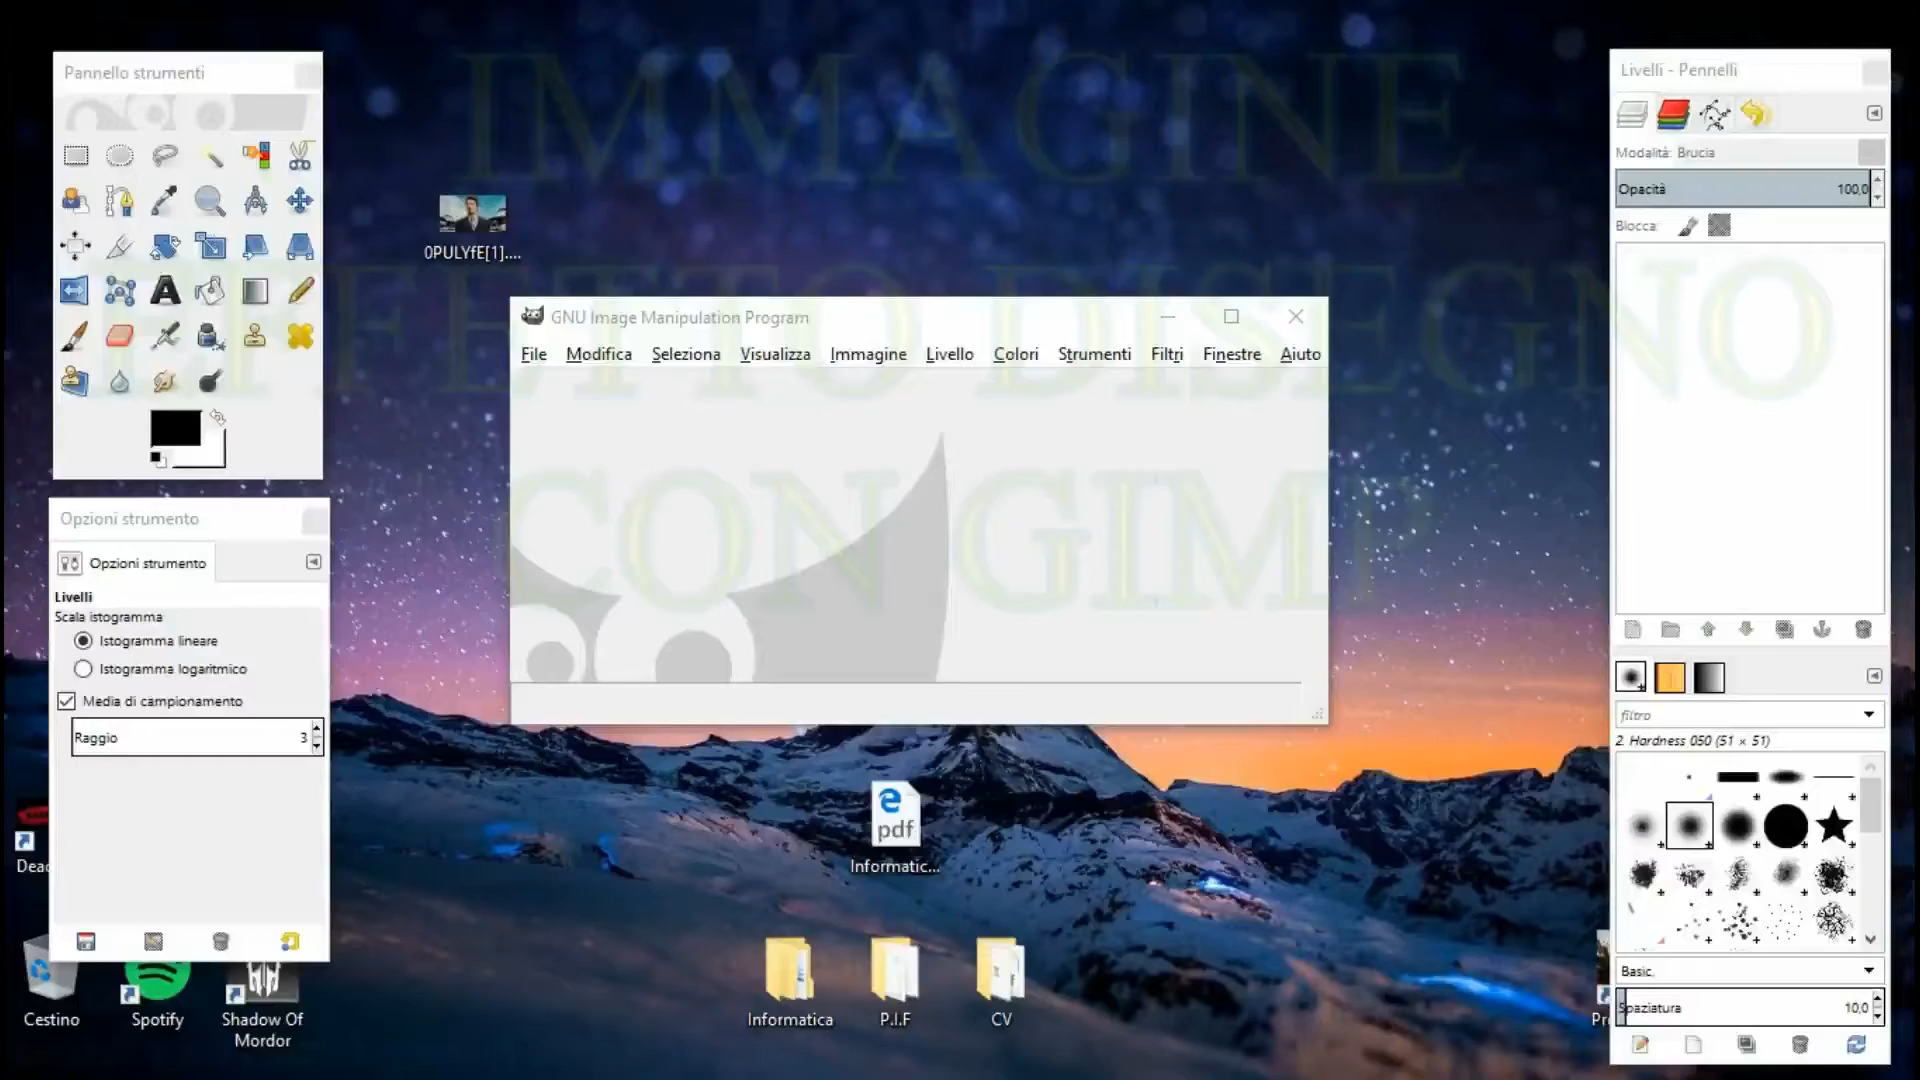 IMMAGINE
EFFETTO DISEGNO
CON GIMP
Pannello strumenti
Opzioni strumento
Opzioni strumento
Livelli
Scala istogramma
Istogramma lineare
Istogramma logaritmico
Media di campionamento
Raggio 3
0PULYfE[1]....
GNU Image Manipulation Program
File Modifica Seleziona Visualizza Immagine Livello Colori Strumenti Filtri Finestre Aiuto
Livelli - Pennelli
Modalità: Brucia
Opacità 100,0
Blocca:
filtro
2. Hardness 050 (51 × 51)
Basic,
Spaziatura 10,0
pdf
Informatic...
Cestino
Spotify
Shadow Of
Mordor
Informatica
P.I.F
CV